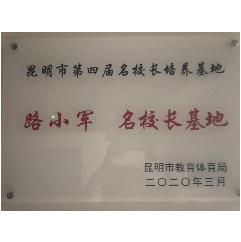 昆明市第四届名校长培养基地
路小军 名校长基地
昆明市教育体育局
二〇二〇年三月